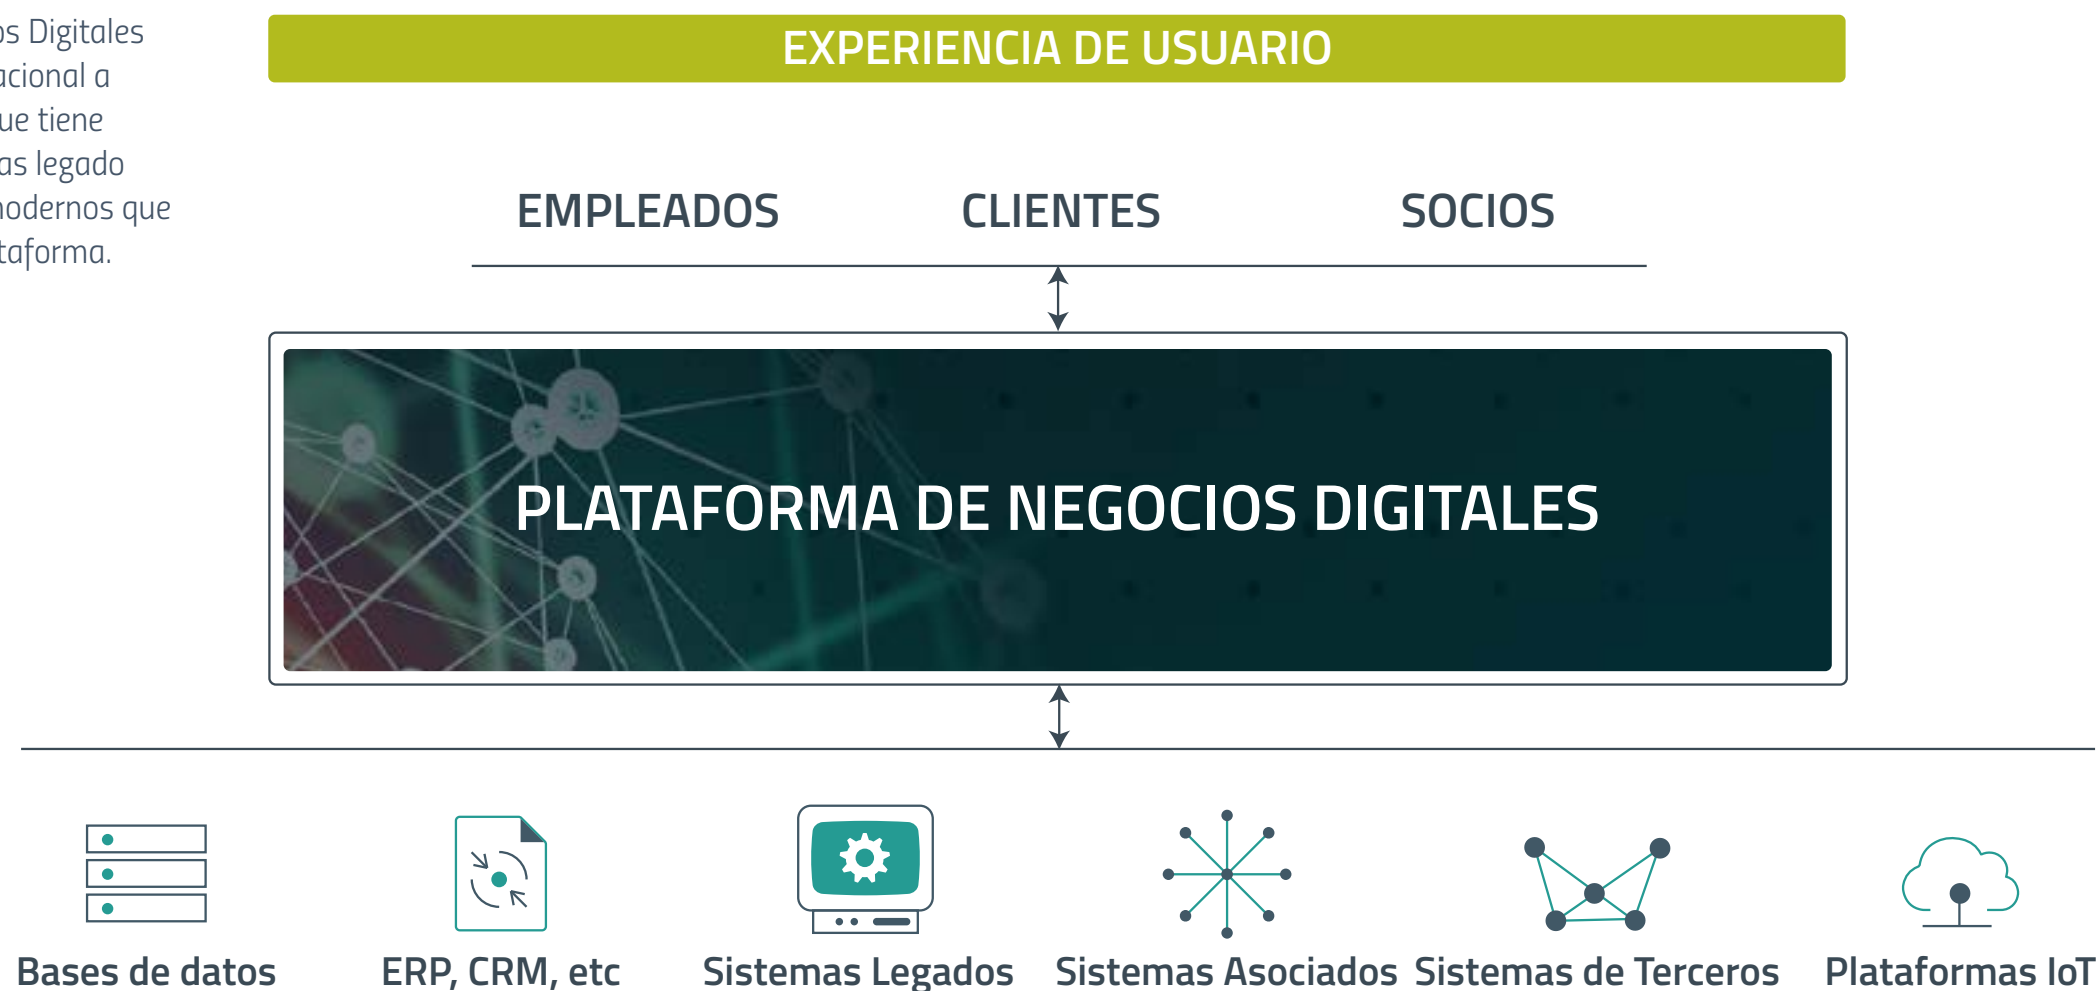 os Digitales
acional a
ue tiene
as legado
modernos que
taforma.
EXPERIENCIA DE USUARIO
EMPLEADOS CLIENTES SOCIOS
PLATAFORMA DE NEGOCIOS DIGITALES
Bases de datos ERP, CRM, etc Sistemas Legados Sistemas Asociados Sistemas de Terceros Plataformas IoT